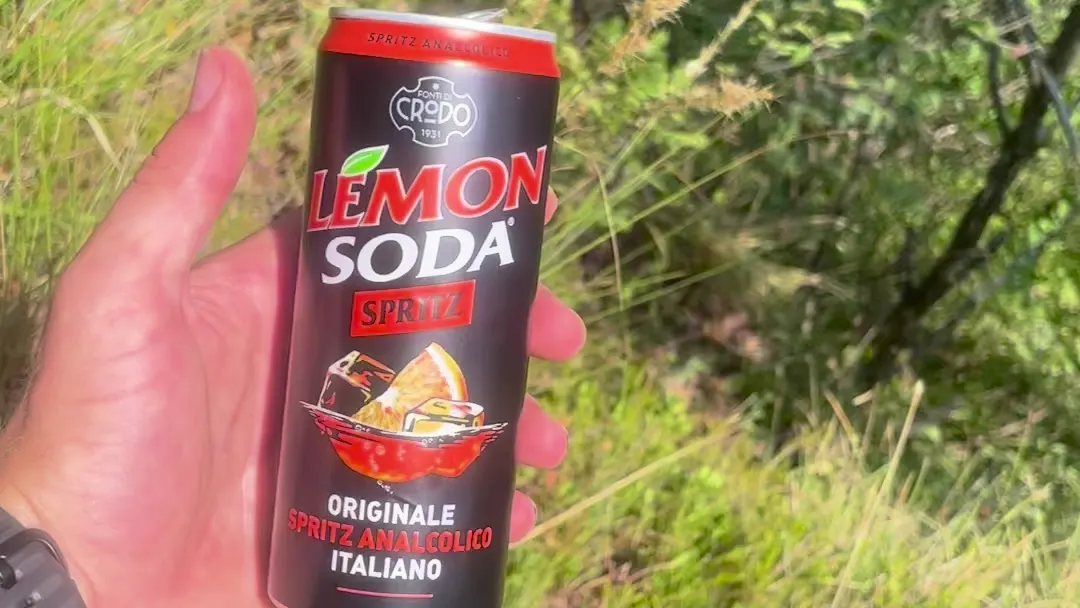 SPRITZ ANALCOLICO
FONTI DI
CRODO
1931
LEMON
SODA®
SPRITZ
ORIGINALE
SPRITZ ANALCOLICO
ITALIANO